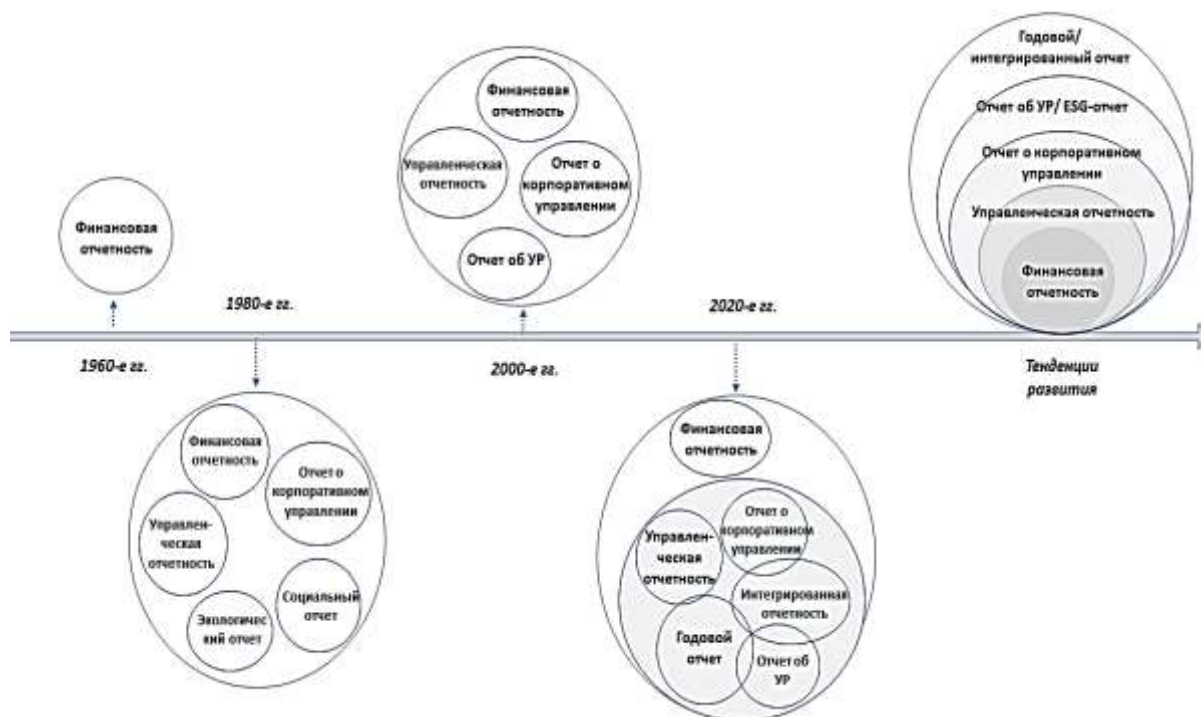 Финансовая
отчетность
1960-е гг.
1980-е гг.
Финансовая
отчетность
Отчет о
корпоративном
управлении
Управлен-
ческая
отчетность
Социальный
отчет
Экологичес
кий отчет
Финансовая
отчетность
Управленческая
отчетность
Отчет о
корпоративном
управлении
Отчет об УР
2000-е гг.
2020-е гг.
Финансовая
отчетность
Отчет о
корпоративном
управлении
Управлен-
ческая
отчетность
Интегрированная
отчетность
Годовой
отчет
Отчет об
УР
Годовой/
интегрированный отчет
Отчет об УР/ ESG-отчет
Отчет о корпоративном
управлении
Управленческая отчетность
Финансовая
отчетность
Тенденции
развития